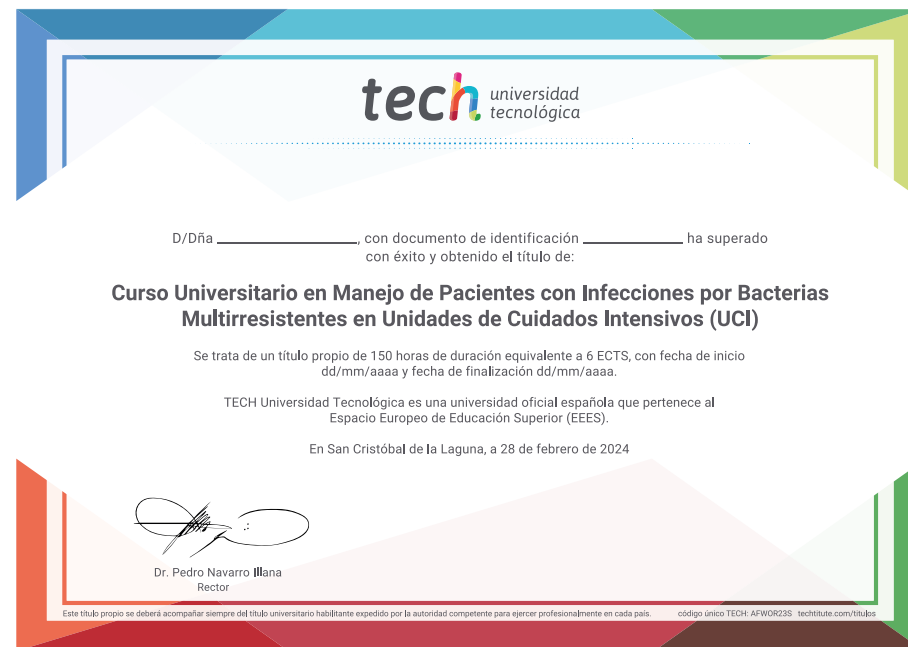 tech universidad
tecnológica
D/Dña ____________________, con documento de identificación ______________ ha superado
con éxito y obtenido el título de:
Curso Universitario en Manejo de Pacientes con Infecciones por Bacterias
Multirresistentes en Unidades de Cuidados Intensivos (UCI)
Se trata de un título propio de 150 horas de duración equivalente a 6 ECTS, con fecha de inicio
dd/mm/aaaa y fecha de finalización dd/mm/aaaa.
TECH Universidad Tecnológica es una universidad oficial española que pertenece al
Espacio Europeo de Educación Superior (EEES).
En San Cristóbal de la Laguna, a 28 de febrero de 2024
Dr. Pedro Navarro Illana
Rector
Este título propio se deberá acompañar siempre del título universitario habilitante expedido por la autoridad competente para ejercer profesionalmente en cada país. código único TECH: AFWOR23S techtitute.com/titulos